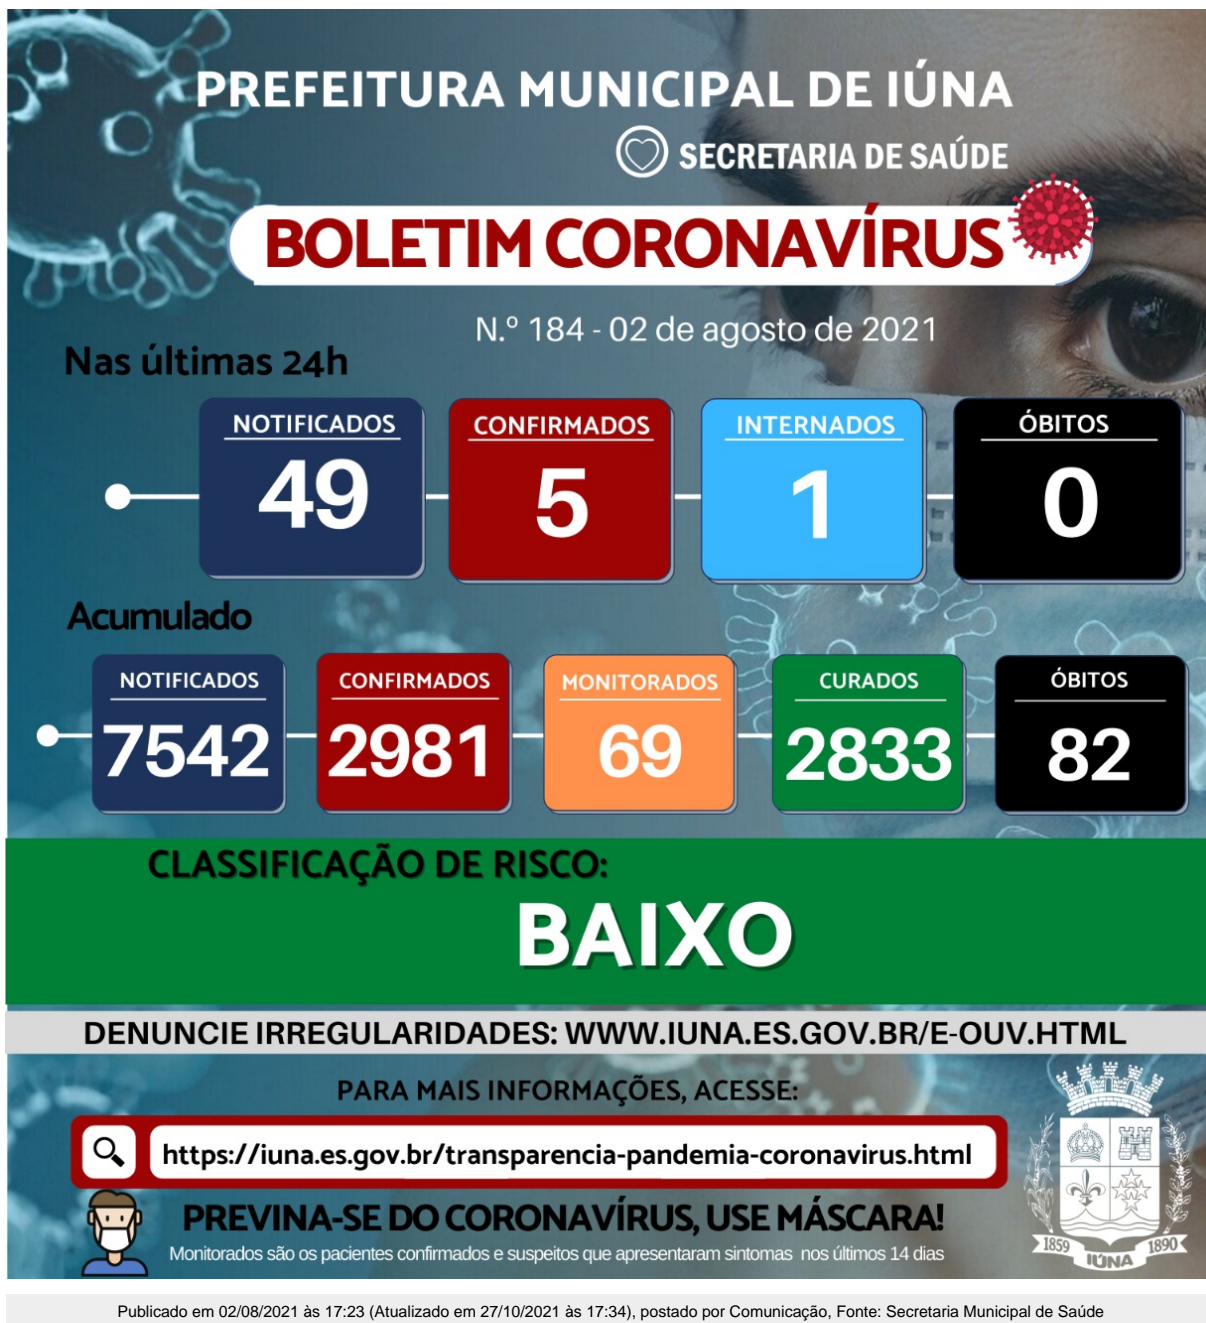 PREFEITURA MUNICIPAL DE IÚNA
SECRETARIA DE SAÚDE
BOLETIM CORONAVÍRUS
N.º 184 - 02 de agosto de 2021
Nas últimas 24h
NOTIFICADOS
49
CONFIRMADOS
5
INTERNADOS
1
ÓBITOS
0
Acumulado
NOTIFICADOS
7542
CONFIRMADOS
2981
MONITORADOS
69
CURADOS
2833
ÓBITOS
82
CLASSIFICAÇÃO DE RISCO:
BAIXO
DENUNCIE IRREGULARIDADES: WWW.IUNA.ES.GOV.BR/E-OUV.HTML
PARA MAIS INFORMAÇÕES, ACESSE:
https://iuna.es.gov.br/transparencia-pandemia-coronavirus.html
PREVINA-SE DO CORONAVÍRUS, USE MÁSCARA!
Monitorados são os pacientes confirmados e suspeitos que apresentaram sintomas nos últimos 14 dias
1859 IÚNA 1890
Publicado em 02/08/2021 às 17:23 (Atualizado em 27/10/2021 às 17:34), postado por Comunicação, Fonte: Secretaria Municipal de Saúde